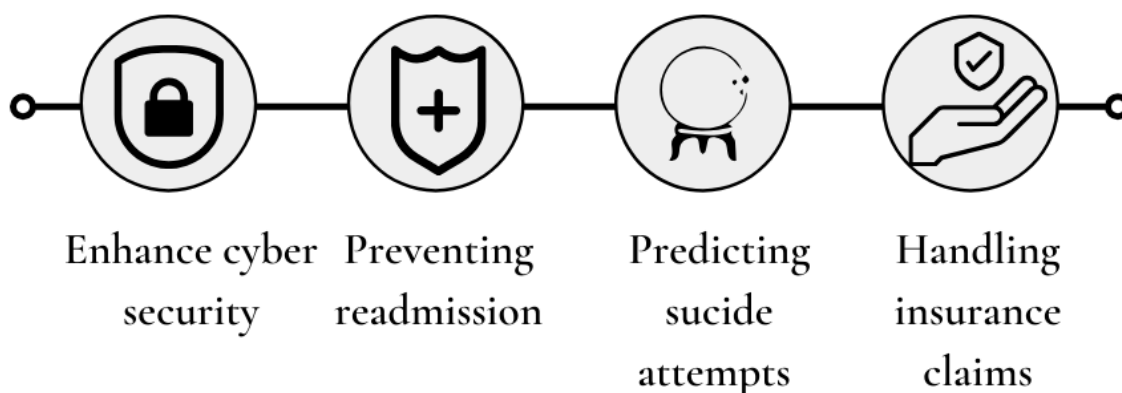 Enhance cyber
security
Preventing
readmission
Predicting
sucide
attempts
Handling
insurance
claims